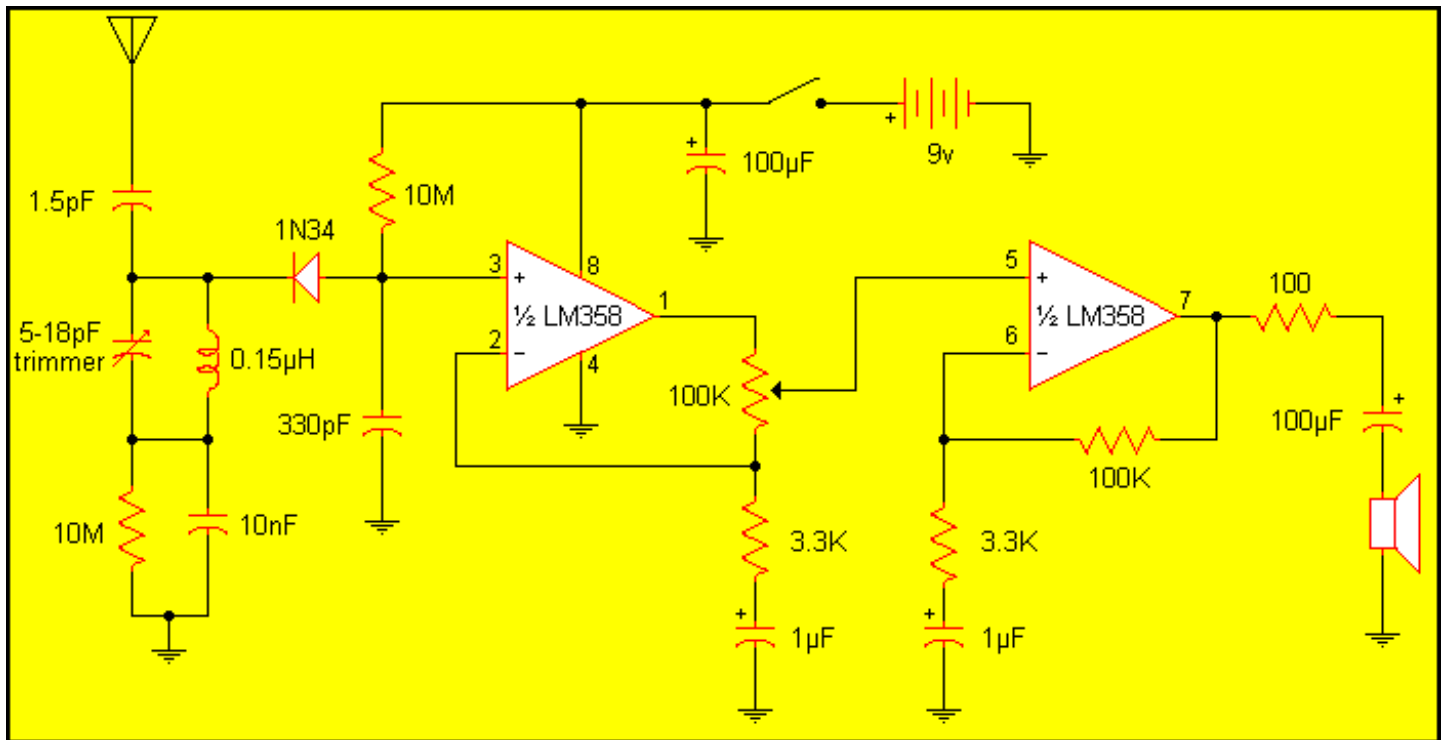 1.5pF
5-18pF
trimmer
0.15µH
10M
10nF
1N34
10M
330pF
+
100µF
+
9v
3
+
8
½ LM358
1
2
−
4
100K
3.3K
+
1µF
5
+
7
½ LM358
6
−
100K
3.3K
+
1µF
100
+
100µF